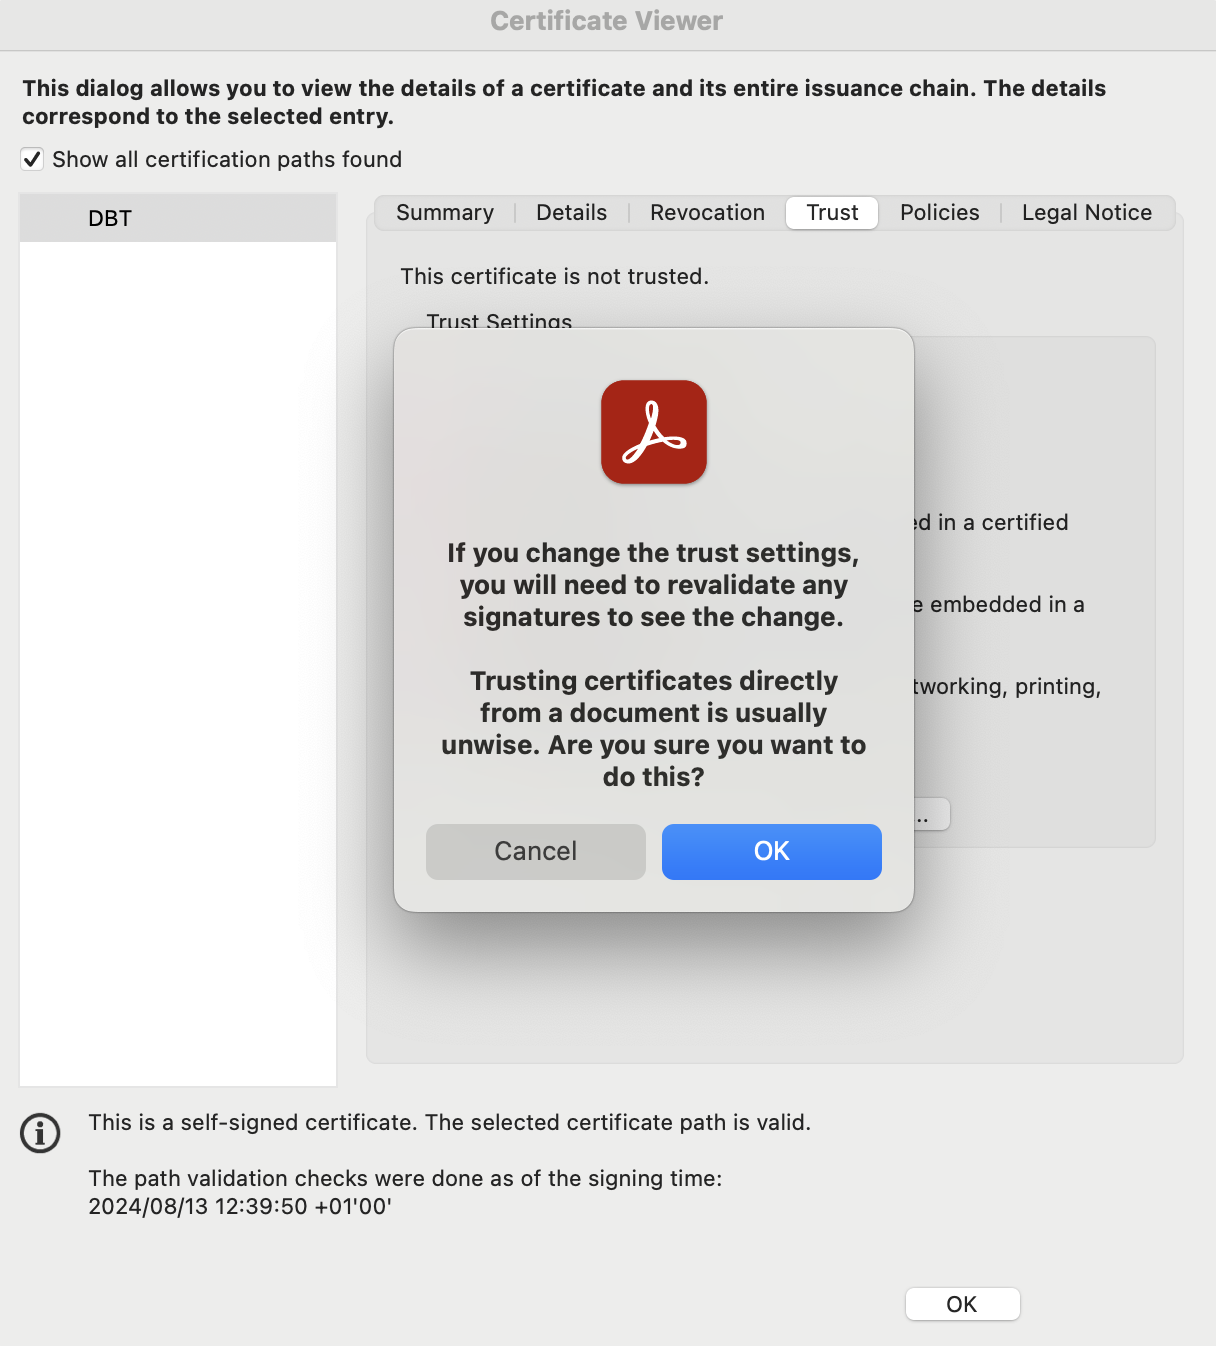 Certificate Viewer
This dialog allows you to view the details of a certificate and its entire issuance chain. The details
correspond to the selected entry.
Show all certification paths found
DBT
Summary
Details
Revocation
Trust
Policies
Legal Notice
This certificate is not trusted.
Trust Settings
If you change the trust settings,
you will need to revalidate any
signatures to see the change.
Trusting certificates directly
from a document is usually
unwise. Are you sure you want to
do this?
Cancel
OK
in a certified
embedded in a
printing,
..
This is a self-signed certificate. The selected certificate path is valid.
The path validation checks were done as of the signing time:
2024/08/13 12:39:50 +01'00'
OK